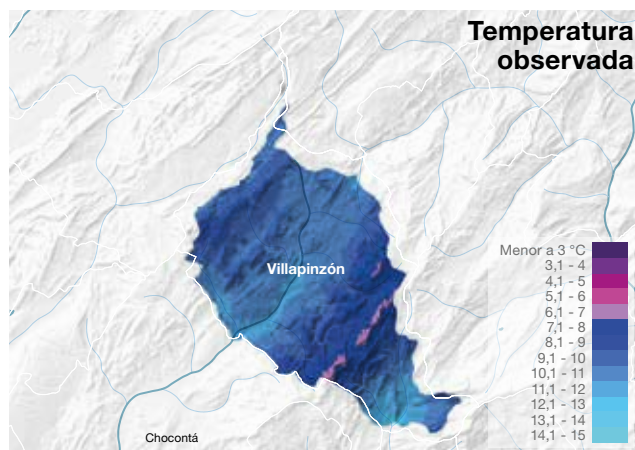 Temperatura
observada
Villapinzón
Menor a 3 °C
3,1 - 4
4,1 - 5
5,1 - 6
6,1 - 7
7,1 - 8
8,1 - 9
9,1 - 10
10,1 - 11
11,1 - 12
12,1 - 13
13,1 - 14
14,1 - 15
Chocontá